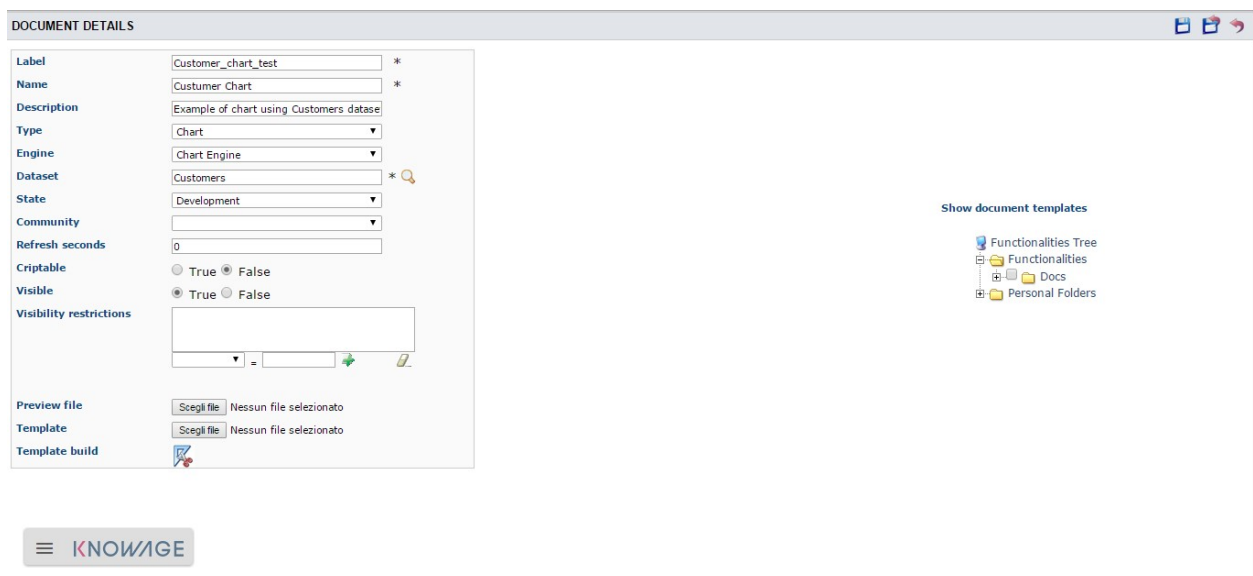 DOCUMENT DETAILS
Label Customer_chart_test *
Name Custumer Chart *
Description Example of chart using Customers datase
Type Chart
Engine Chart Engine
Dataset Customers *
State Development
Community
Refresh seconds 0
Criptable True False
Visible True False
Visibility restrictions
=
Preview file Scegli file Nessun file selezionato
Template Scegli file Nessun file selezionato
Template build
Show document templates
Functionalities Tree
Functionalities
Docs
Personal Folders
KNOWAGE